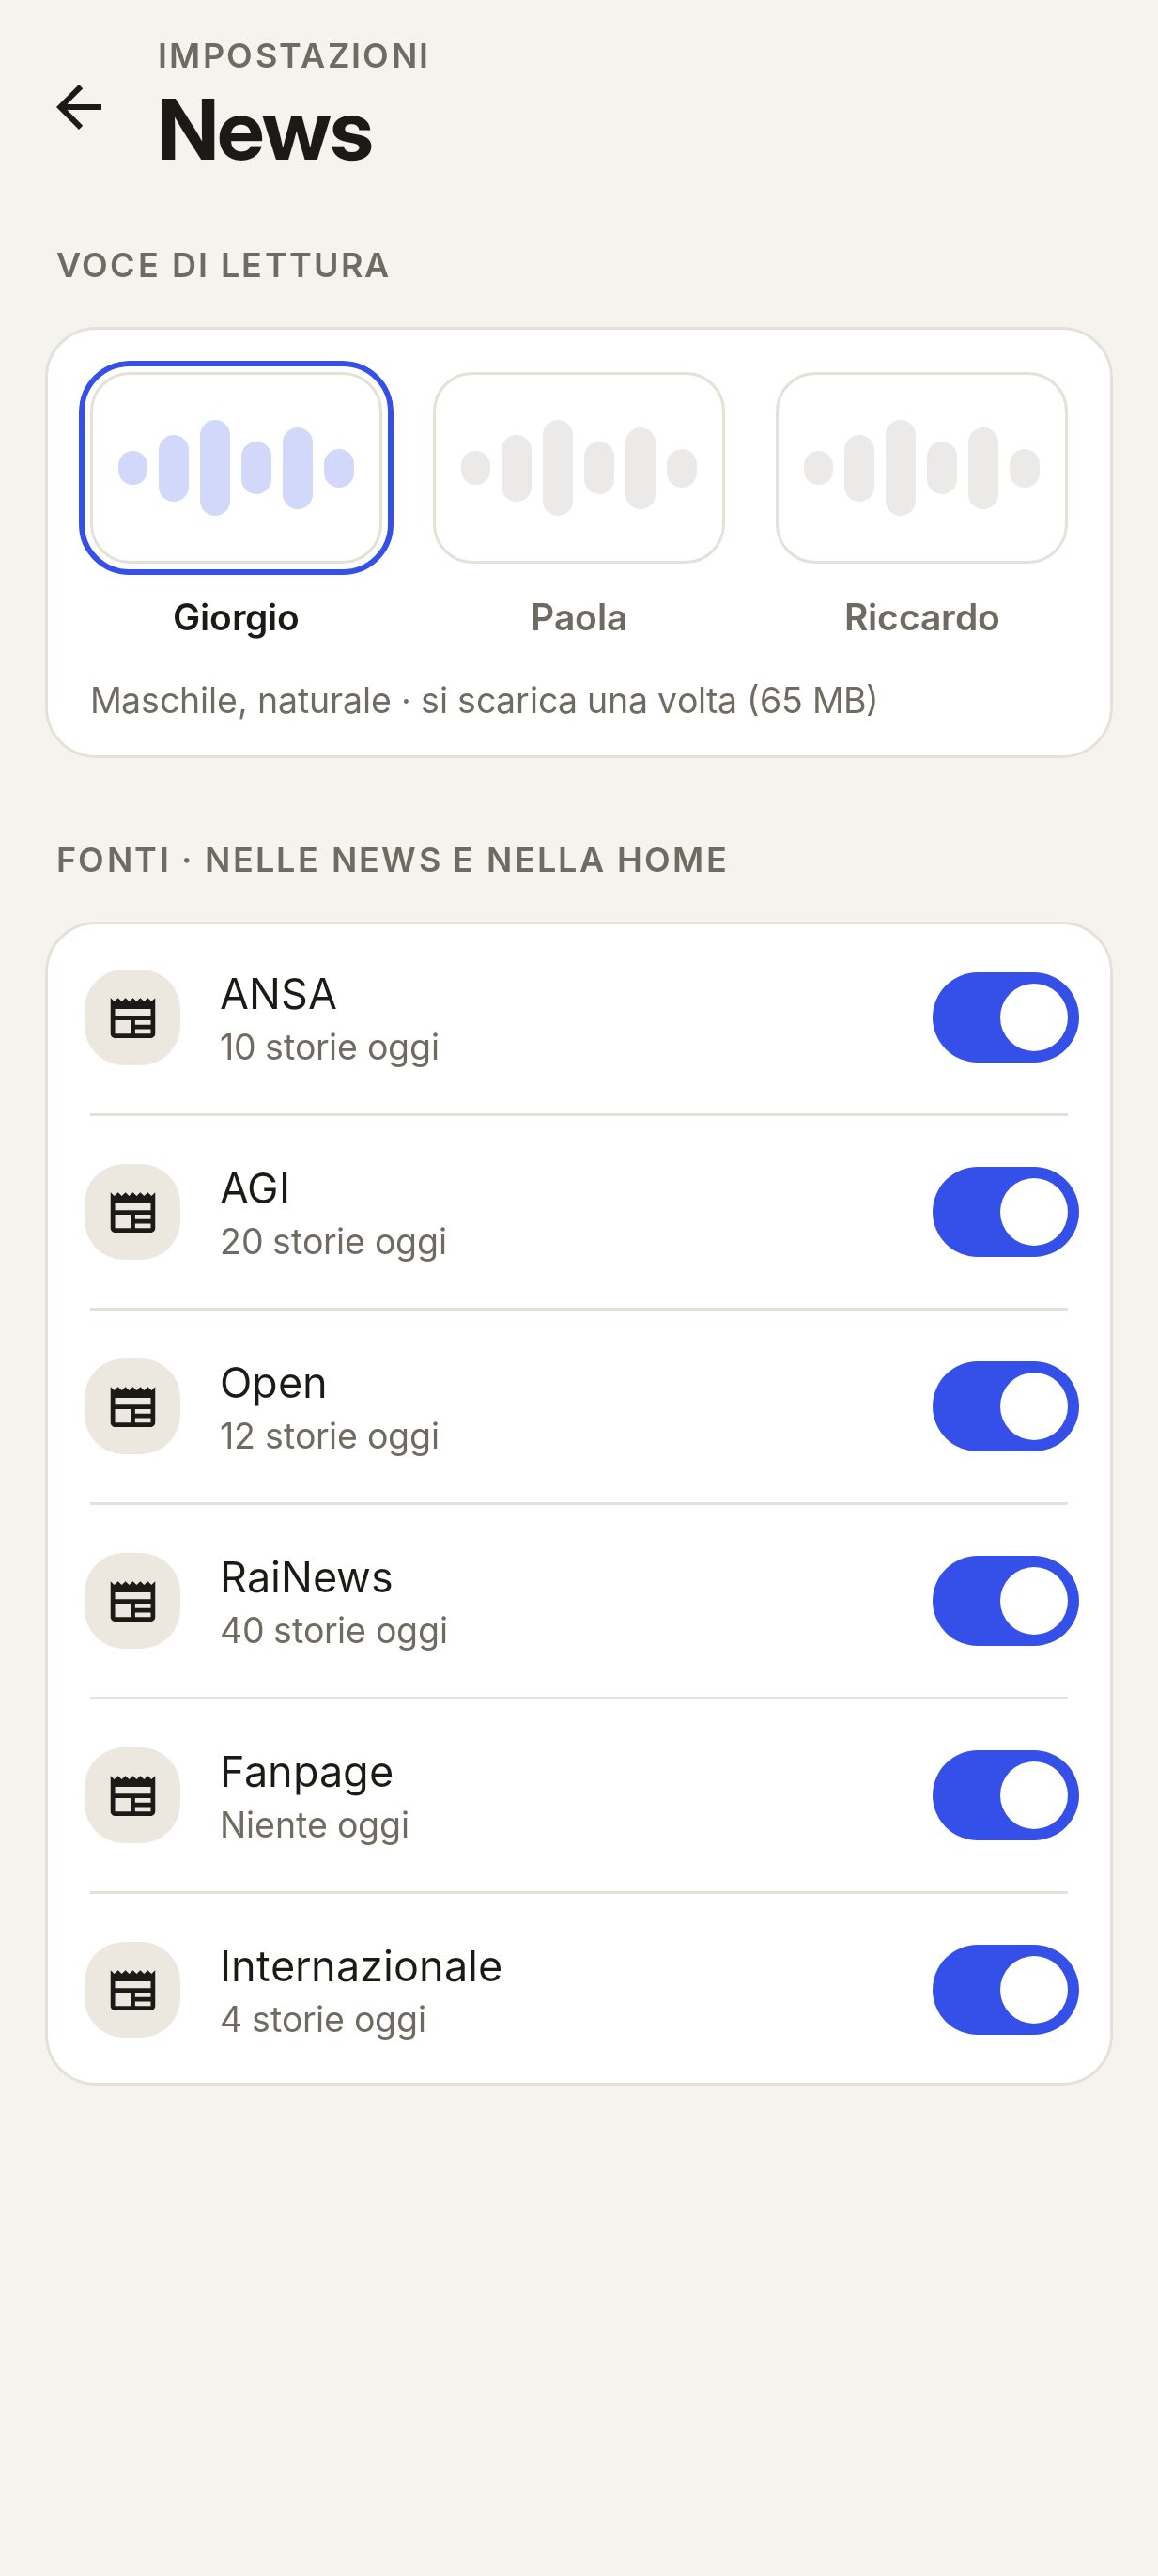 IMPOSTAZIONI
News
VOCE DI LETTURA
Giorgio
Paola
Riccardo
Maschile, naturale · si scarica una volta (65 MB)
FONTI · NELLE NEWS E NELLA HOME
ANSA
10 storie oggi
AGI
20 storie oggi
Open
12 storie oggi
RaiNews
40 storie oggi
Fanpage
Niente oggi
Internazionale
4 storie oggi